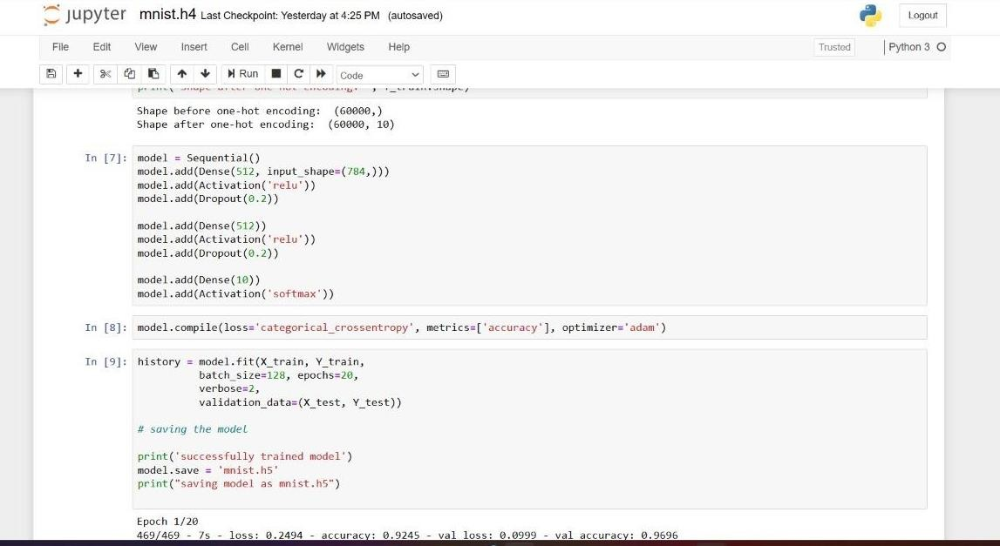 jupyter mnist.h4 Last Checkpoint: Yesterday at 4:25 PM (autosaved)
Logout
File Edit View Insert Cell Kernel Widgets Help
Trusted
Python 3
Run
Code
Shape before one-hot encoding: (60000,)
Shape after one-hot encoding: (60000, 10)
In [7]: model = Sequential()
model.add(Dense(512, input_shape=(784,)))
model.add(Activation('relu'))
model.add(Dropout(0.2))
model.add(Dense(512))
model.add(Activation('relu'))
model.add(Dropout(0.2))
model.add(Dense(10))
model.add(Activation('softmax'))
In [8]: model.compile(loss='categorical_crossentropy', metrics=['accuracy'], optimizer='adam')
In [9]: history = model.fit(X_train, Y_train,
batch_size=128, epochs=20,
verbose=2,
validation_data=(X_test, Y_test))
# saving the model
print('successfully trained model')
model.save = 'mnist.h5'
print("saving model as mnist.h5")
Epoch 1/20
469/469 - 7s - loss: 0.2494 - accuracy: 0.9245 - val_loss: 0.0999 - val_accuracy: 0.9696